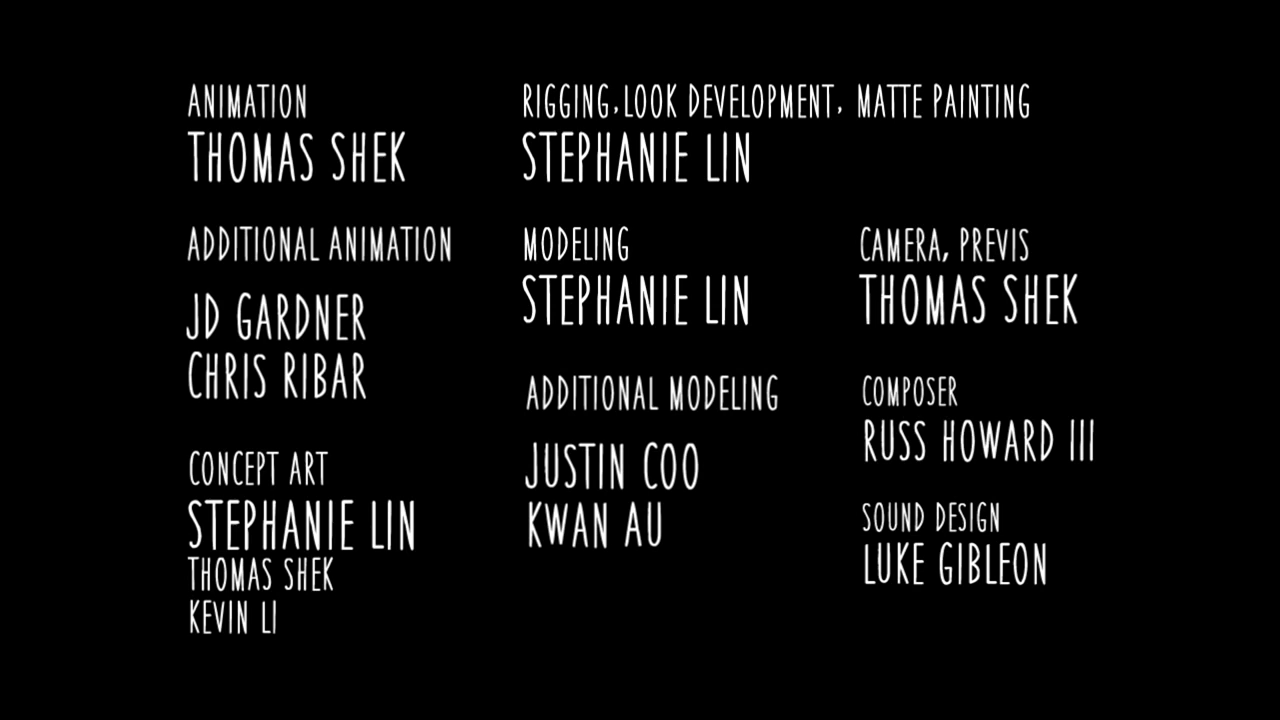 ANIMATION
THOMAS SHEK
ADDITIONAL ANIMATION
JD GARDNER
CHRIS RIBAR
CONCEPT ART
STEPHANIE LIN
THOMAS SHEK
KEVIN LI
RIGGING, LOOK DEVELOPMENT, MATTE PAINTING
STEPHANIE LIN
MODELING
STEPHANIE LIN
ADDITIONAL MODELING
JUSTIN COO
KWAN AU
CAMERA, PREVIS
THOMAS SHEK
COMPOSER
RUSS HOWARD III
SOUND DESIGN
LUKE GIBLEON